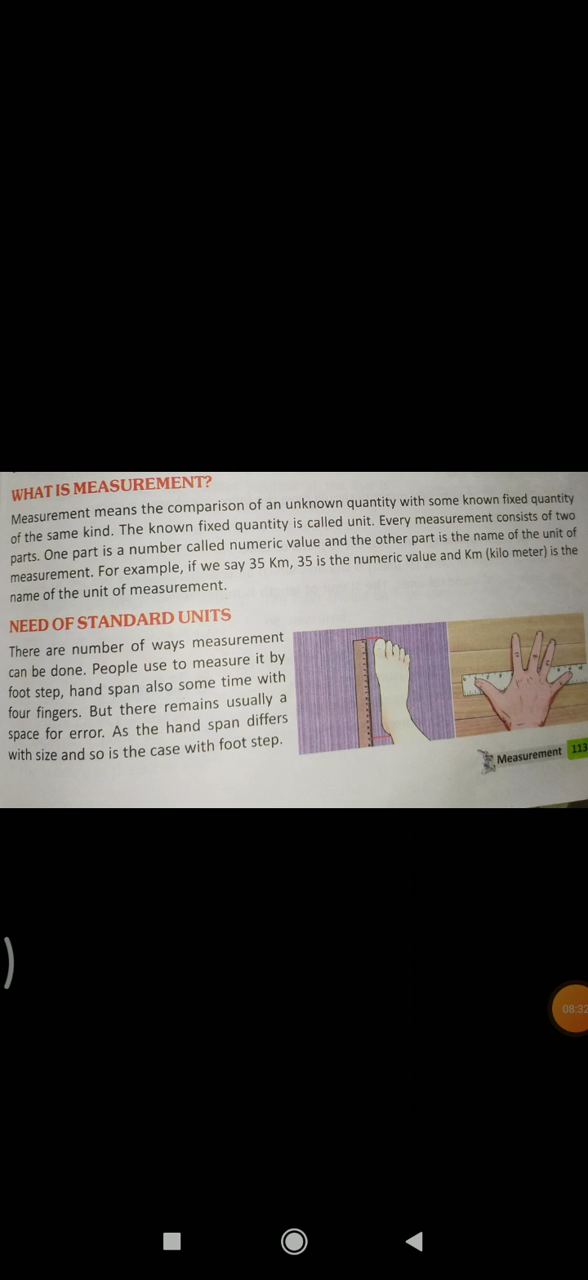 WHAT IS MEASUREMENT?
Measurement means the comparison of an unknown quantity with some known fixed quantity
of the same kind. The known fixed quantity is called unit. Every measurement consists of two
parts. One part is a number called numeric value and the other part is the name of the unit of
measurement. For example, if we say 35 Km, 35 is the numeric value and Km (kilo meter) is the
name of the unit of measurement.
NEED OF STANDARD UNITS
There are number of ways measurement
can be done. People use to measure it by
foot step, hand span also some time with
four fingers. But there remains usually a
space for error. As the hand span differs
with size and so is the case with foot step.
Measurement 113
08:32